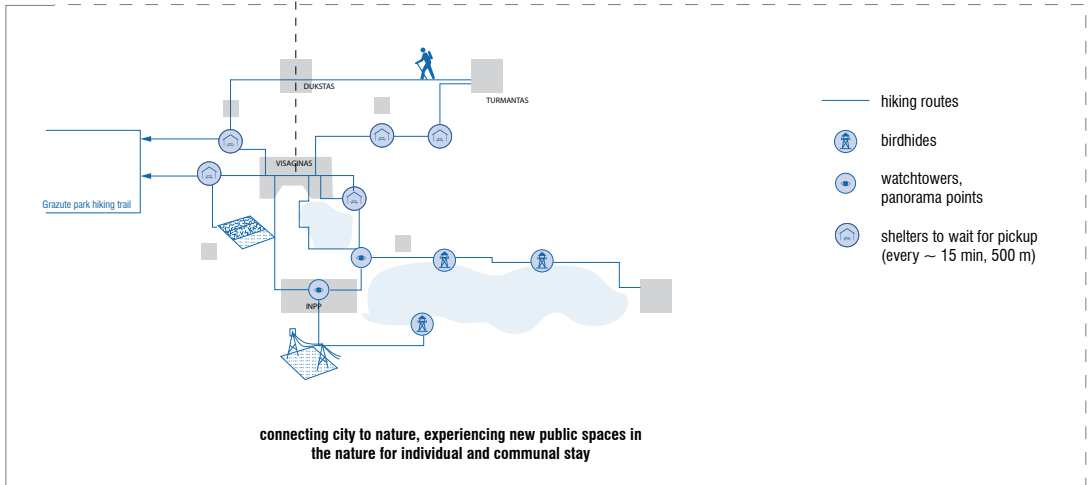 DUKSTAS
TURMANTAS
VISAGINAS
Grazute park hiking trail
INPP
hiking routes
birdhides
watchtowers,
panorama points
shelters to wait for pickup
(every ~ 15 min, 500 m)
connecting city to nature, experiencing new public spaces in
the nature for individual and communal stay